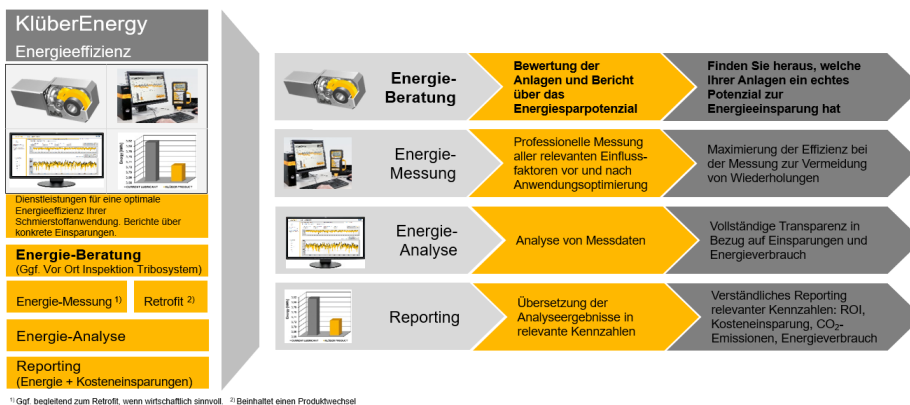 KlüberEnergy
Energieeffizienz
Dienstleistungen für eine optimale
Energieeffizienz Ihrer
Schmierstoffanwendung. Berichte über
konkrete Einsparungen.
Energie-Beratung
(Ggf. Vor Ort Inspektion Tribosystem)
Energie-Messung ¹⁾
Retrofit ²⁾
Energie-Analyse
Reporting
(Energie + Kosteneinsparungen)
Energie-
Beratung
Bewertung der
Anlagen und Bericht
über das
Energiesparpotenzial
Finden Sie heraus, welche
Ihrer Anlagen ein echtes
Potenzial zur
Energieeinsparung hat
Energie-
Messung
Professionelle Messung
aller relevanten Einfluss-
faktoren vor und nach
Anwendungsoptimierung
Maximierung der Effizienz bei
der Messung zur Vermeidung
von Wiederholungen
Energie-
Analyse
Analyse von Messdaten
Vollständige Transparenz in
Bezug auf Einsparungen und
Energieverbrauch
Reporting
Übersetzung der
Analyseergebnisse in
relevante Kennzahlen
Verständliches Reporting
relevanter Kennzahlen: ROI,
Kosteneinsparung, CO₂-
Emissionen, Energieverbrauch
¹⁾ Ggf. begleitend zum Retrofit, wenn wirtschaftlich sinnvoll. ²⁾ Beinhaltet einen Produktwechsel